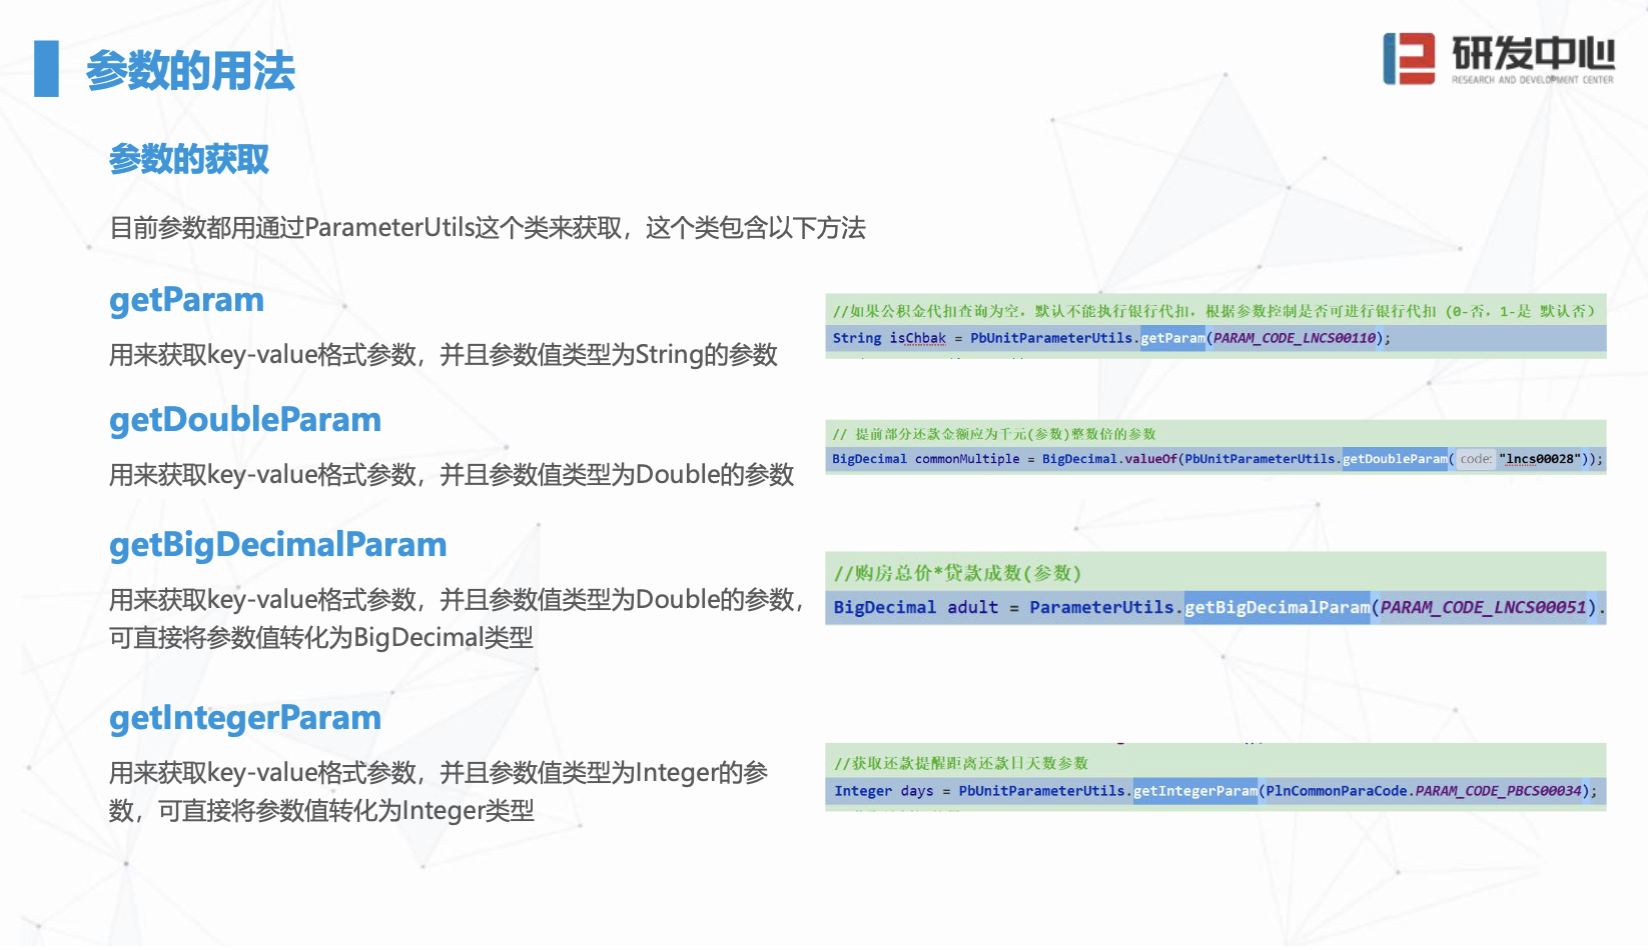 参数的用法
研发中心
RESEARCH AND DEVELOPMENT CENTER
参数的获取
目前参数都用通过ParameterUtils这个类来获取，这个类包含以下方法
getParam
用来获取key-value格式参数，并且参数值类型为String的参数
//如果公积金代扣查询为空，默认不能执行银行代扣，根据参数控制是否可进行银行代扣（0-否，1-是 默认否）
String isChbak = PbUnitParameterUtils.getParam(PARAM_CODE_LNCS00110);
getDoubleParam
用来获取key-value格式参数，并且参数值类型为Double的参数
// 提前部分还款金额应为千元(参数)整数倍的参数
BigDecimal commonMultiple = BigDecimal.valueOf(PbUnitParameterUtils.getDoubleParam( code: "lncs00028"));
getBigDecimalParam
用来获取key-value格式参数，并且参数值类型为Double的参数，
可直接将参数值转化为BigDecimal类型
//购房总价*贷款成数(参数)
BigDecimal adult = ParameterUtils.getBigDecimalParam(PARAM_CODE_LNCS00051).
getIntegerParam
用来获取key-value格式参数，并且参数值类型为Integer的参
数，可直接将参数值转化为Integer类型
//获取还款提醒距离还款日天数参数
Integer days = PbUnitParameterUtils.getIntegerParam(PlnCommonParaCode.PARAM_CODE_PBCS00034);